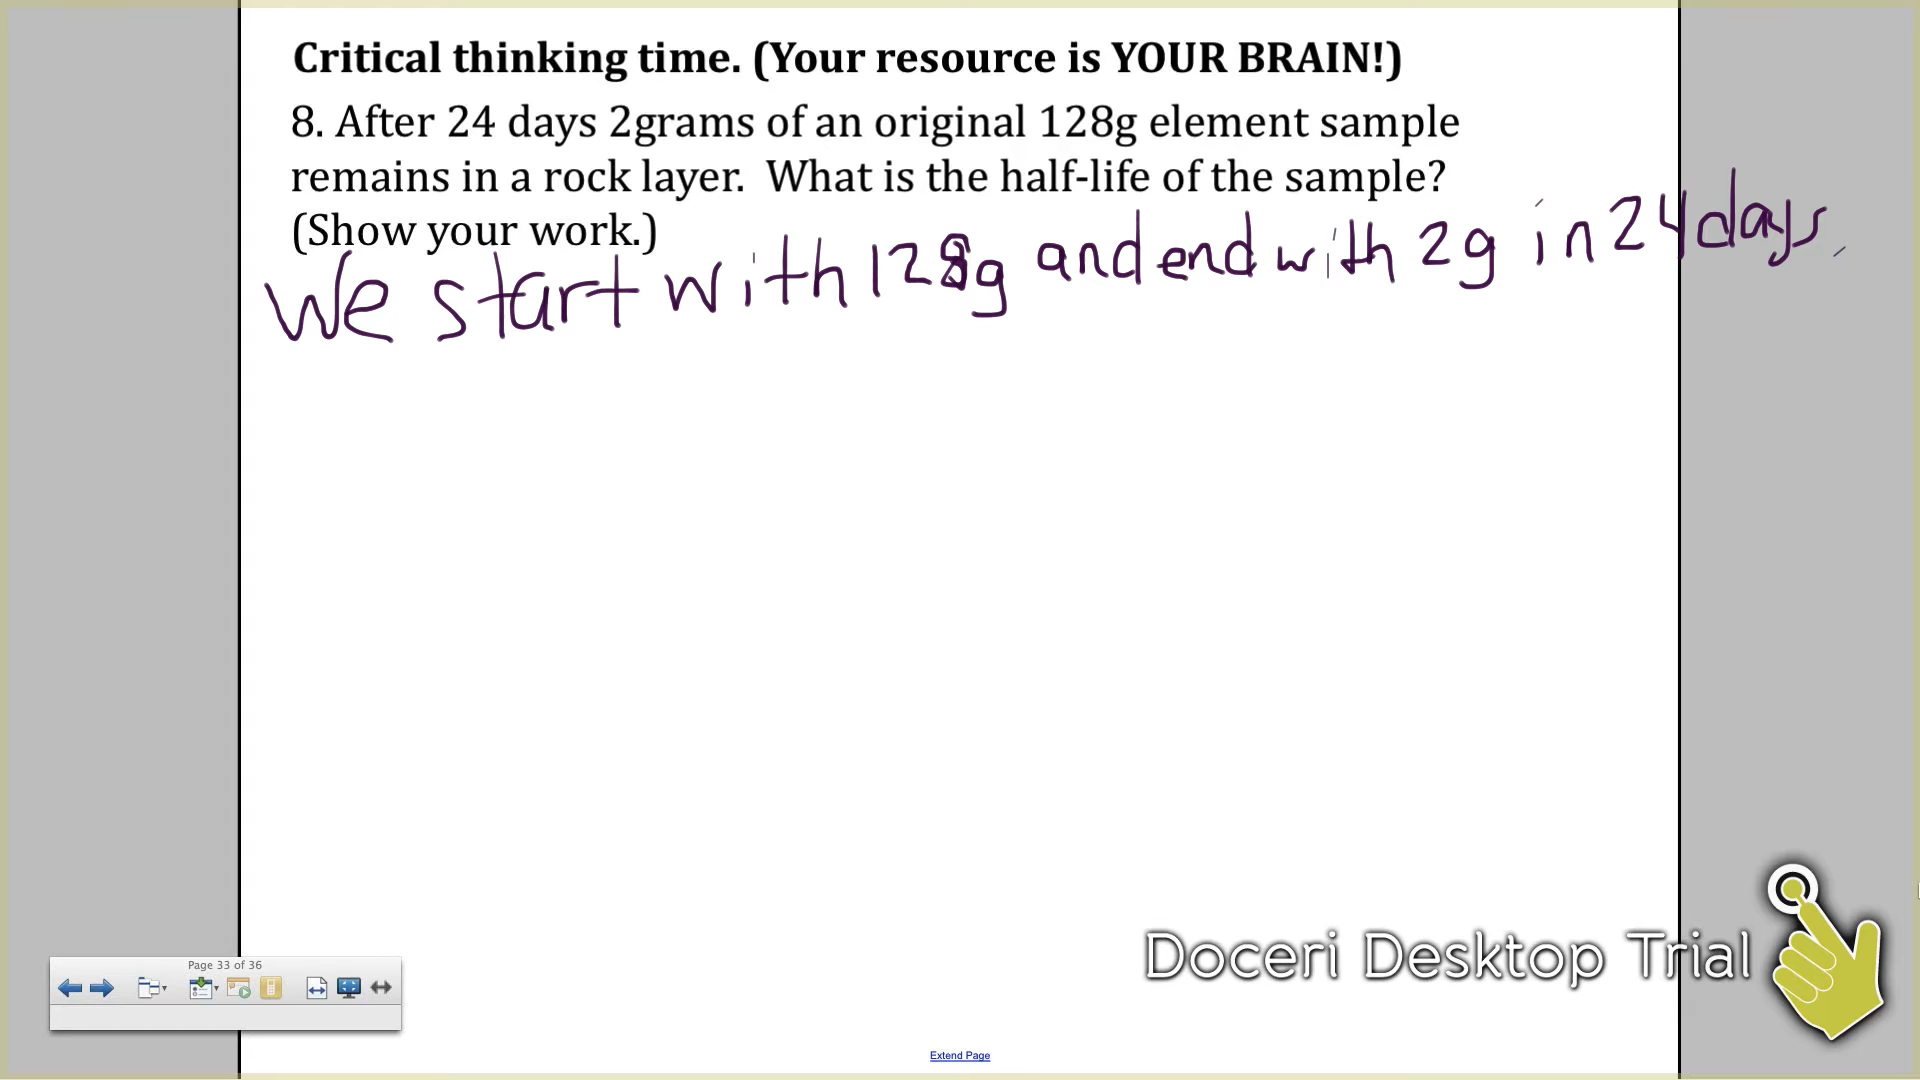 Critical thinking time. (Your resource is YOUR BRAIN!)
8. After 24 days 2grams of an original 128g element sample
remains in a rock layer.  What is the half-life of the sample?
(Show your work.)
We start with 128g and end with 2g in 24 days.
Doceri Desktop Trial
Page 33 of 36
Extend Page